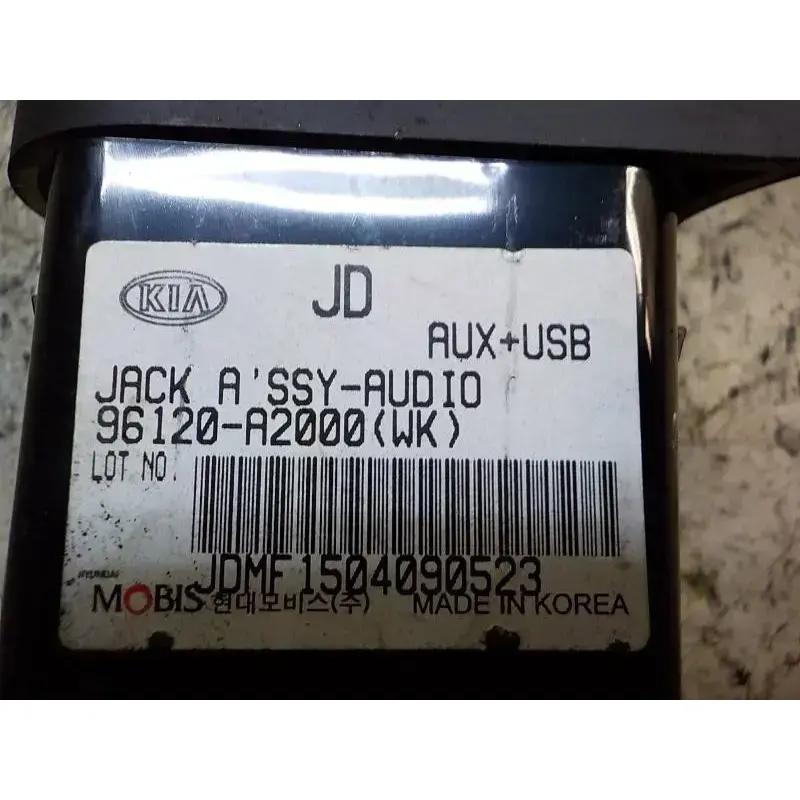 KIA JD
AUX+USB
JACK A'SSY-AUDIO
96120-A2000(WK)
LOT NO.
JDMF1504090523
HYUNDAI
MOBIS 현대모비스(주) MADE IN KOREA